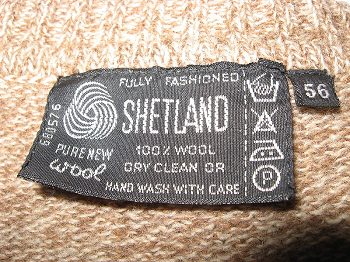 FULLY FASHIONED
SHETLAND
100% WOOL
DRY CLEAN OR
HAND WASH WITH CARE
PURE NEW
wool
680576
P
56